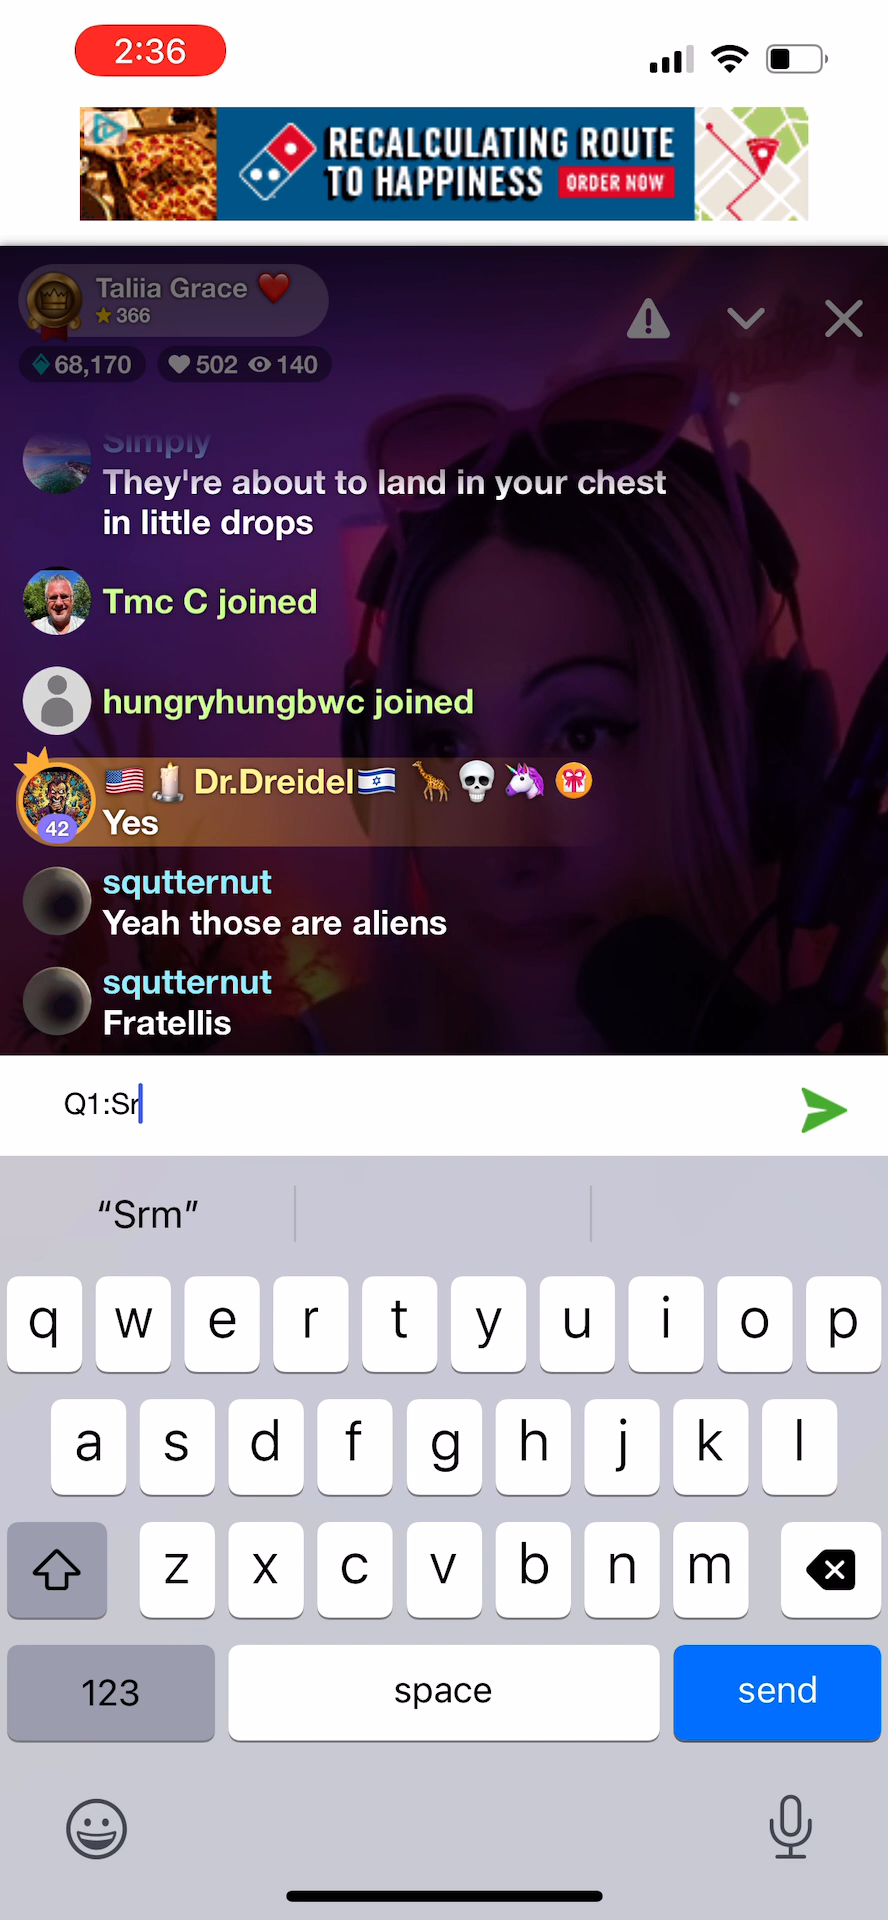 2:36
RECALCULATING ROUTE
TO HAPPINESS ORDER NOW
Taliia Grace ❤️
366
68,170 502 140
Simply
They're about to land in your chest
in little drops
Tmc C joined
hungryhungbwc joined
🇺🇸🕯️Dr.Dreidel🇮🇱 🦒💀🦄
42
Yes
squtternut
Yeah those are aliens
squtternut
Fratellis
Q1:Sr
“Srm”
q w e r t y u i o p
a s d f g h j k l
z x c v b n m
123 space send